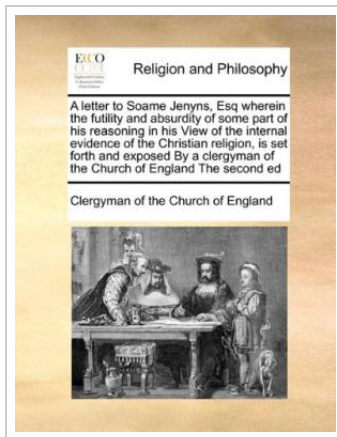 ECCO
Religion and Philosophy
A letter to Soame Jenyns, Esq wherein
the futility and absurdity of some part of
his reasoning in his View of the internal
evidence of the Christian religion, is set
forth and exposed By a clergyman of
the Church of England The second ed
Clergyman of the Church of England